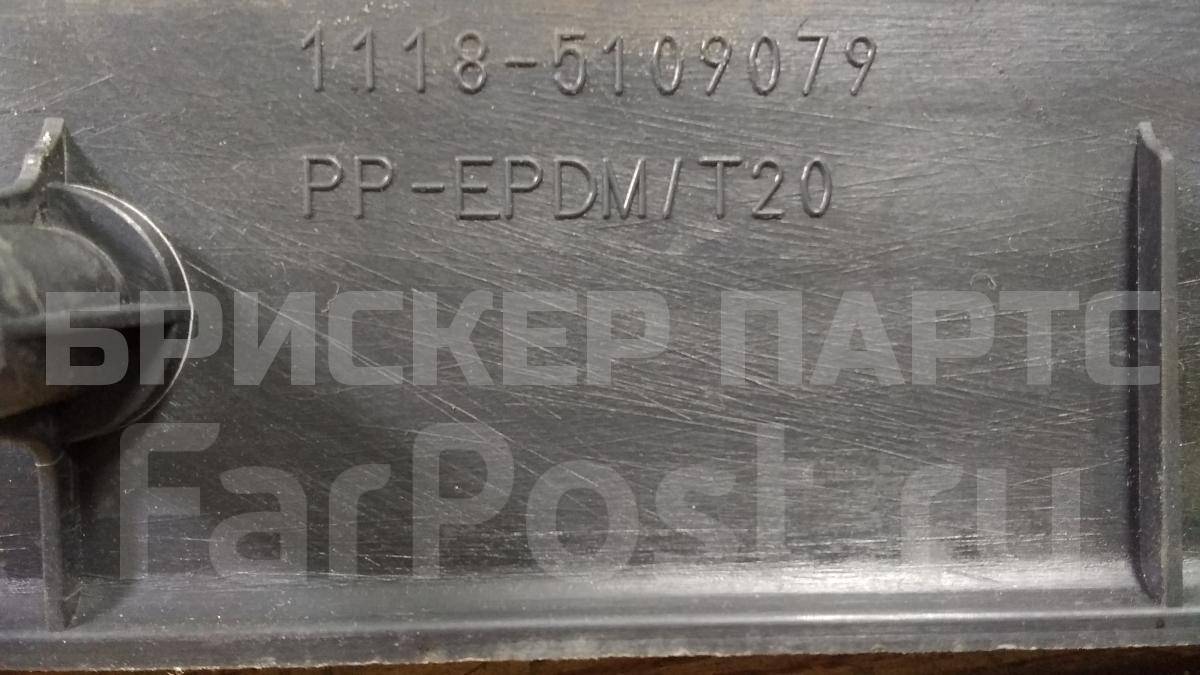 1118-5109079
PP-EPDM/T20
БРИСКЕР ПАРТС
FarPost.ru